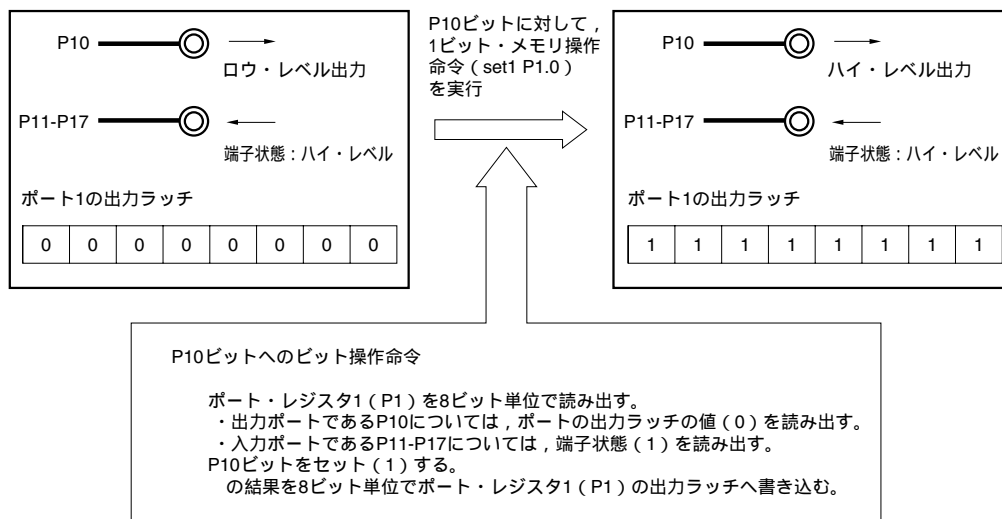 P10
ロウ・レベル出力
P11-P17
端子状態：ハイ・レベル
ポート1の出力ラッチ
0 0 0 0 0 0 0 0
P10ビットに対して，
1ビット・メモリ操作
命令（set1 P1.0）
を実行
P10
ハイ・レベル出力
P11-P17
端子状態：ハイ・レベル
ポート1の出力ラッチ
1 1 1 1 1 1 1 1
P10ビットへのビット操作命令
ポート・レジスタ1（P1）を8ビット単位で読み出す。
・出力ポートであるP10については，ポートの出力ラッチの値（0）を読み出す。
・入力ポートであるP11-P17については，端子状態（1）を読み出す。
P10ビットをセット（1）する。
の結果を8ビット単位でポート・レジスタ1（P1）の出力ラッチへ書き込む。